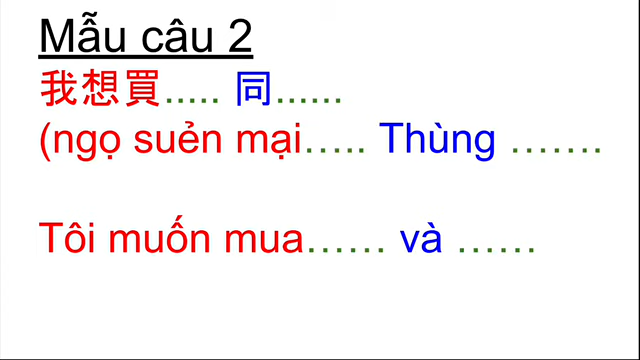 Mẫu câu 2
我想買..... 同......
(ngọ suẻn mại….. Thùng …….
Tôi muốn mua…… và ……